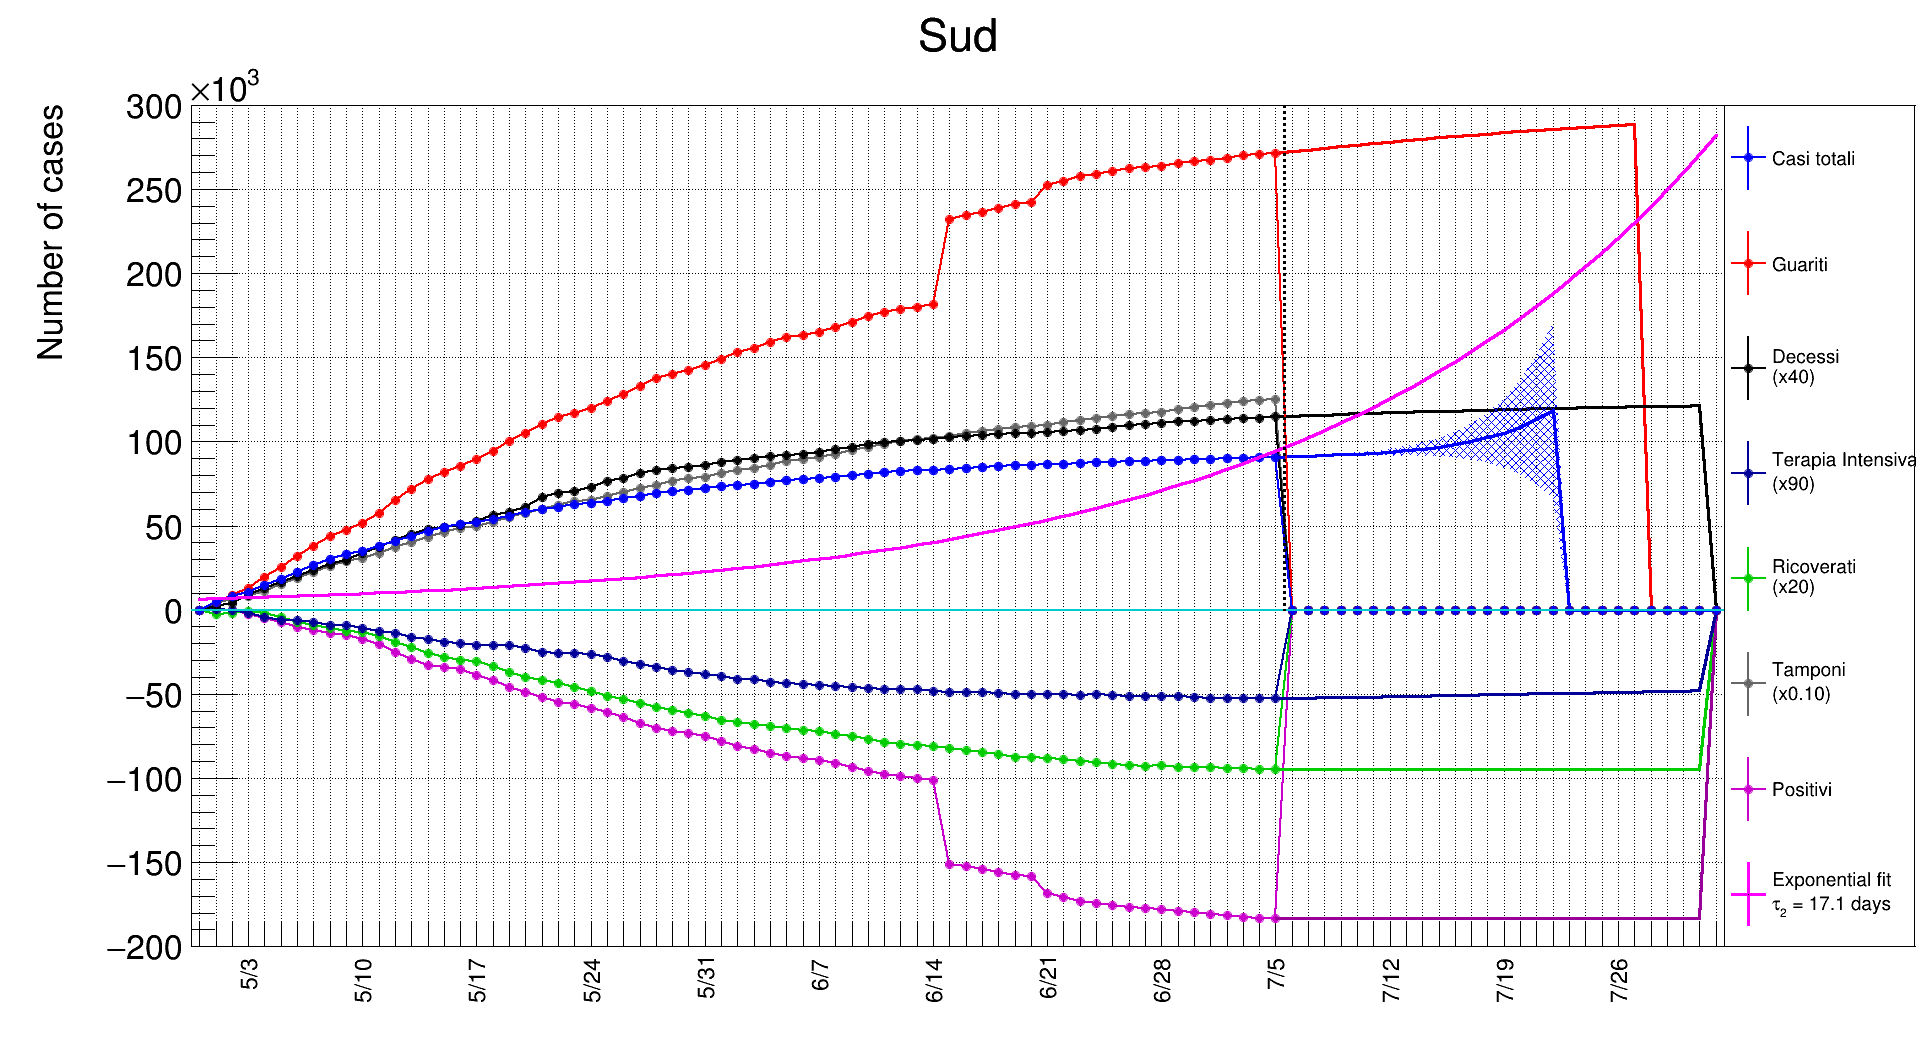 Sud
×10³
Number of cases
300
250
200
150
100
50
0
−50
−100
−150
−200
5/3
5/10
5/17
5/24
5/31
6/7
6/14
6/21
6/28
7/5
7/12
7/19
7/26
Casi totali
Guariti
Decessi
(x40)
Terapia Intensiva
(x90)
Ricoverati
(x20)
Tamponi
(x0.10)
Positivi
Exponential fit
τ₂ = 17.1 days